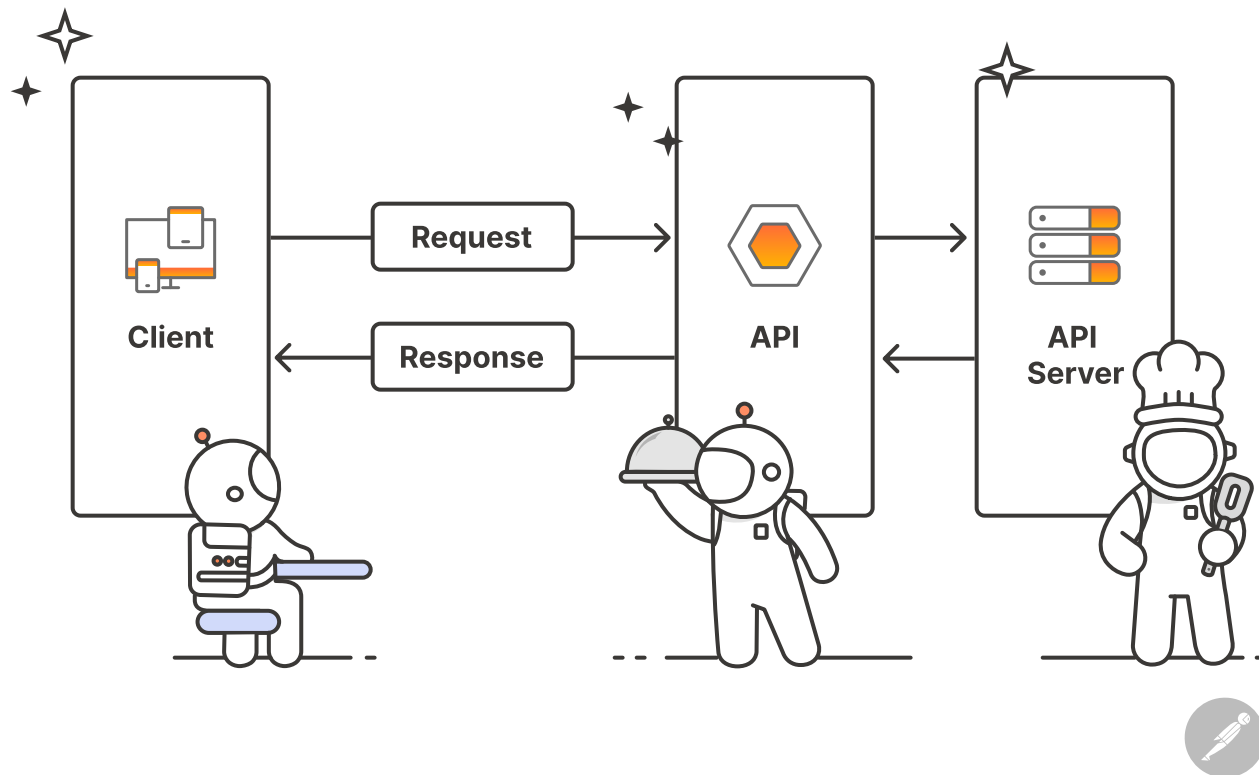 Request
Response
Client
API
API
Server